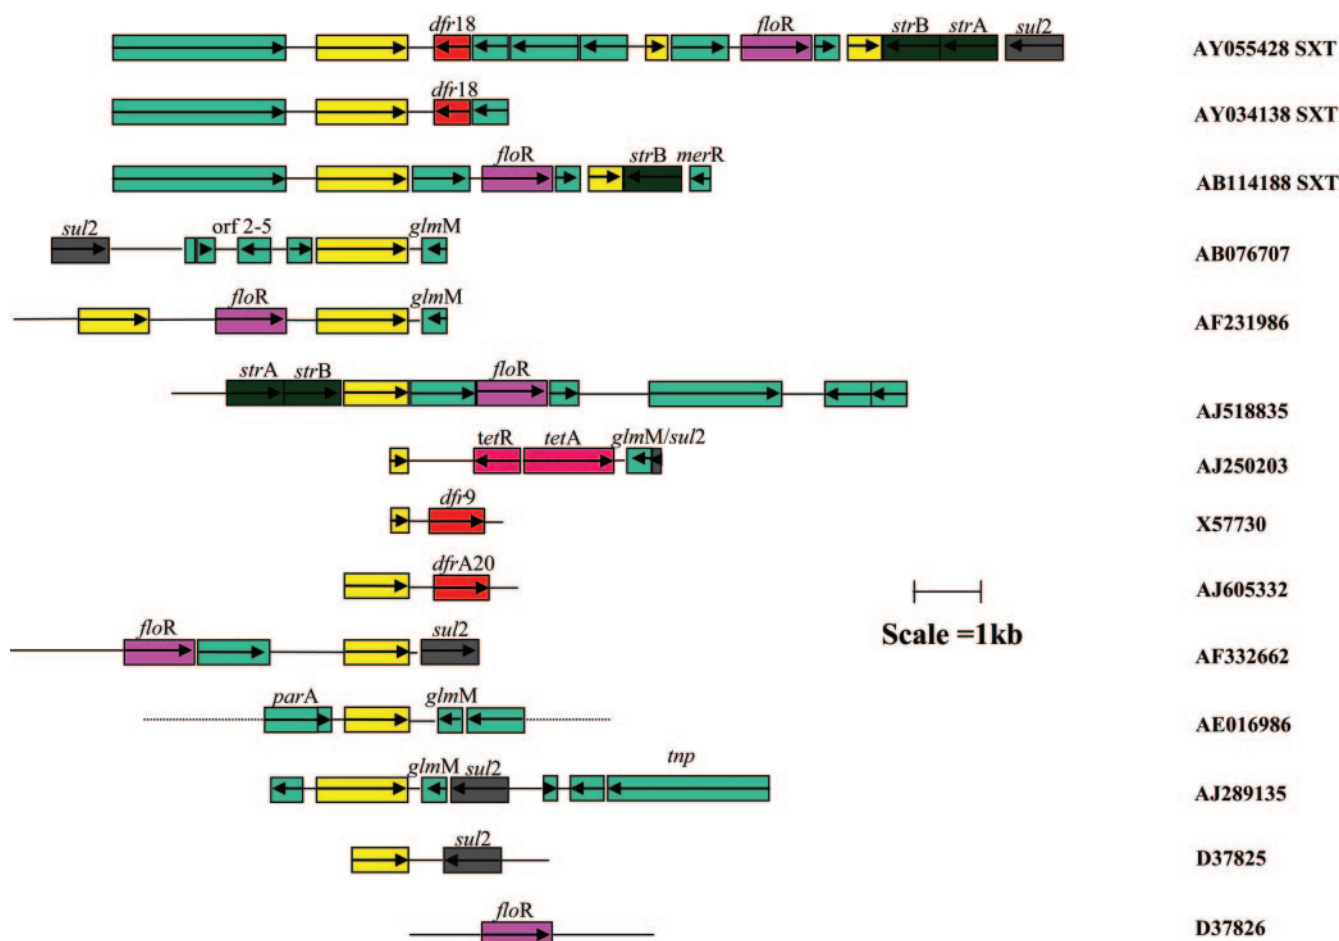 dfr18 floR strB strA sul2
AY055428 SXT
dfr18
AY034138 SXT
floR strB merR
AB114188 SXT
sul2 orf 2-5 glmM
AB076707
floR glmM
AF231986
strA strB floR
AJ518835
tetR tetA glmM/sul2
AJ250203
dfr9
X57730
dfrA20
AJ605332
Scale =1kb
floR sul2
AF332662
parA glmM
AE016986
glmM sul2 tnp
AJ289135
sul2
D37825
floR
D37826